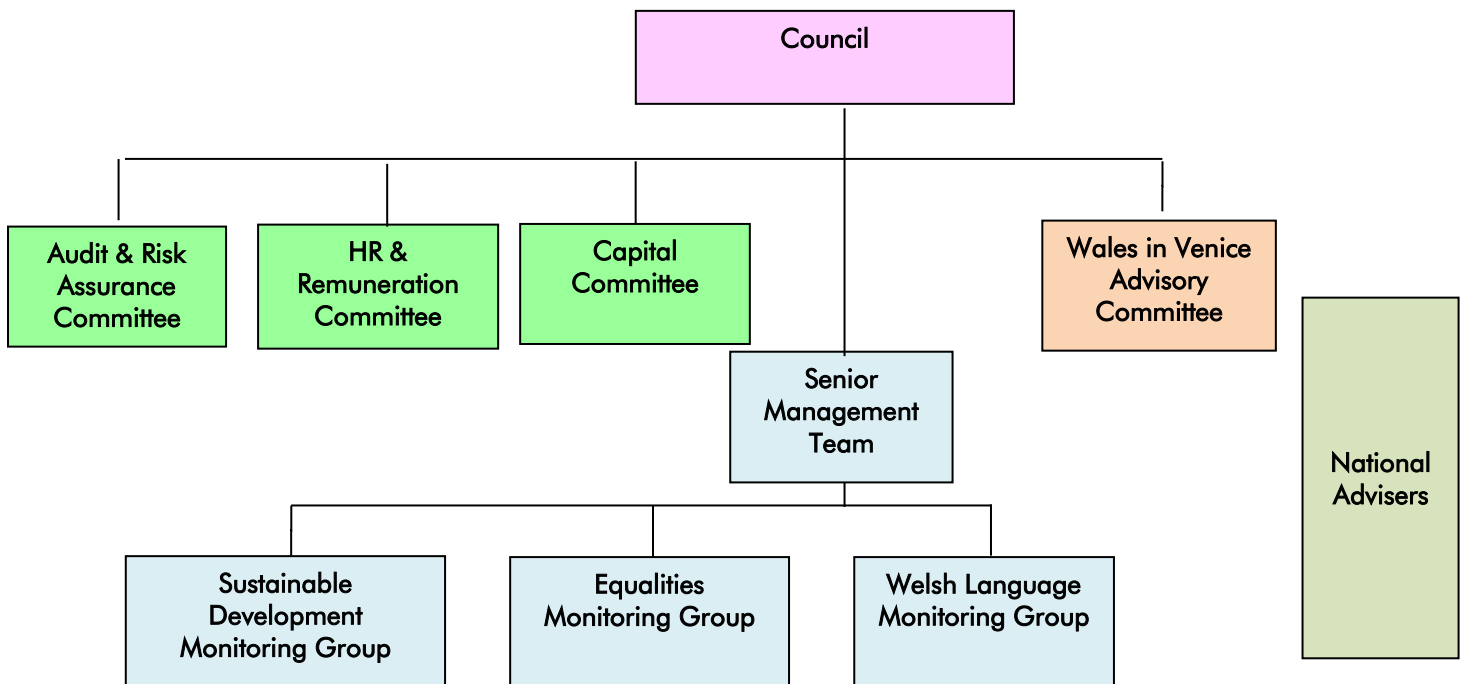 Council
Audit & Risk
Assurance
Committee
HR &
Remuneration
Committee
Capital
Committee
Wales in Venice
Advisory
Committee
Senior
Management
Team
National
Advisers
Sustainable
Development
Monitoring Group
Equalities
Monitoring Group
Welsh Language
Monitoring Group